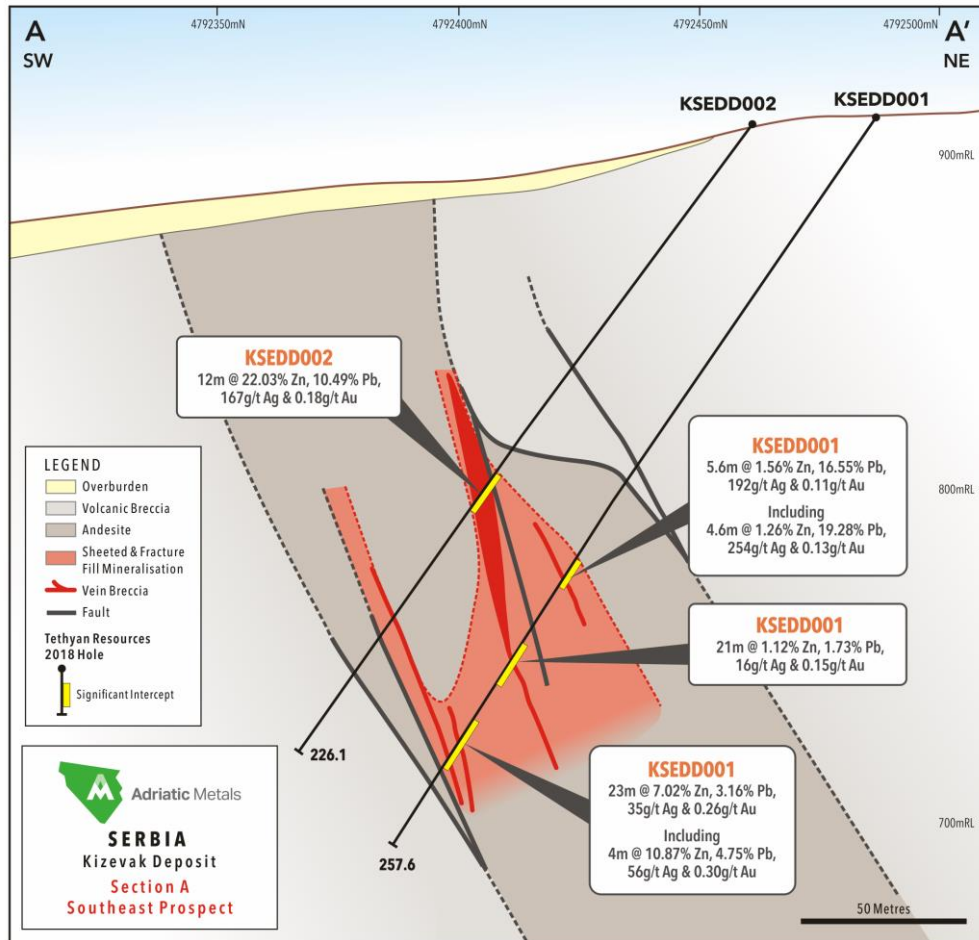 4792350mN
4792400mN
4792450mN
4792500mN
A
SW
A'
NE
KSEDD002
KSEDD001
900mRL
KSEDD002
12m @ 22.03% Zn, 10.49% Pb,
167g/t Ag & 0.18g/t Au
KSEDD001
5.6m @ 1.56% Zn, 16.55% Pb,
192g/t Ag & 0.11g/t Au
Including
4.6m @ 1.26% Zn, 19.28% Pb,
254g/t Ag & 0.13g/t Au
800mRL
LEGEND
Overburden
Volcanic Breccia
Andesite
Sheeted & Fracture
Fill Mineralisation
Vein Breccia
Fault
Tethyan Resources
2018 Hole
Significant Intercept
KSEDD001
21m @ 1.12% Zn, 1.73% Pb,
16g/t Ag & 0.15g/t Au
226.1
KSEDD001
23m @ 7.02% Zn, 3.16% Pb,
35g/t Ag & 0.26g/t Au
Including
4m @ 10.87% Zn, 4.75% Pb,
56g/t Ag & 0.30g/t Au
700mRL
257.6
Adriatic Metals
SERBIA
Kizevak Deposit
Section A
Southeast Prospect
50 Metres